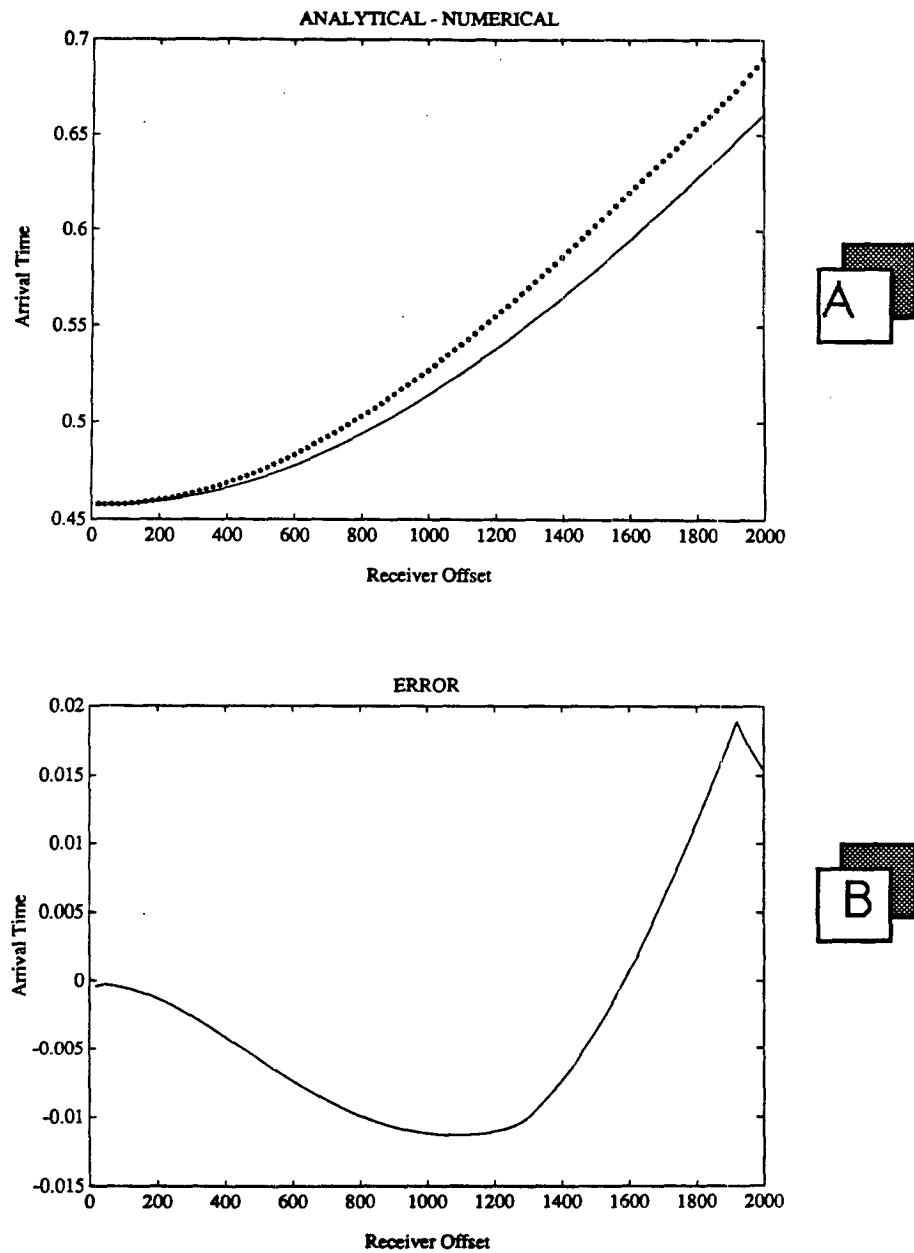 ANALYTICAL - NUMERICAL
0.7
0.65
0.6
0.55
0.5
0.45
Arrival Time
0 200 400 600 800 1000 1200 1400 1600 1800 2000
Receiver Offset
A
ERROR
0.02
0.015
0.01
0.005
0
-0.005
-0.01
-0.015
Arrival Time
0 200 400 600 800 1000 1200 1400 1600 1800 2000
Receiver Offset
B